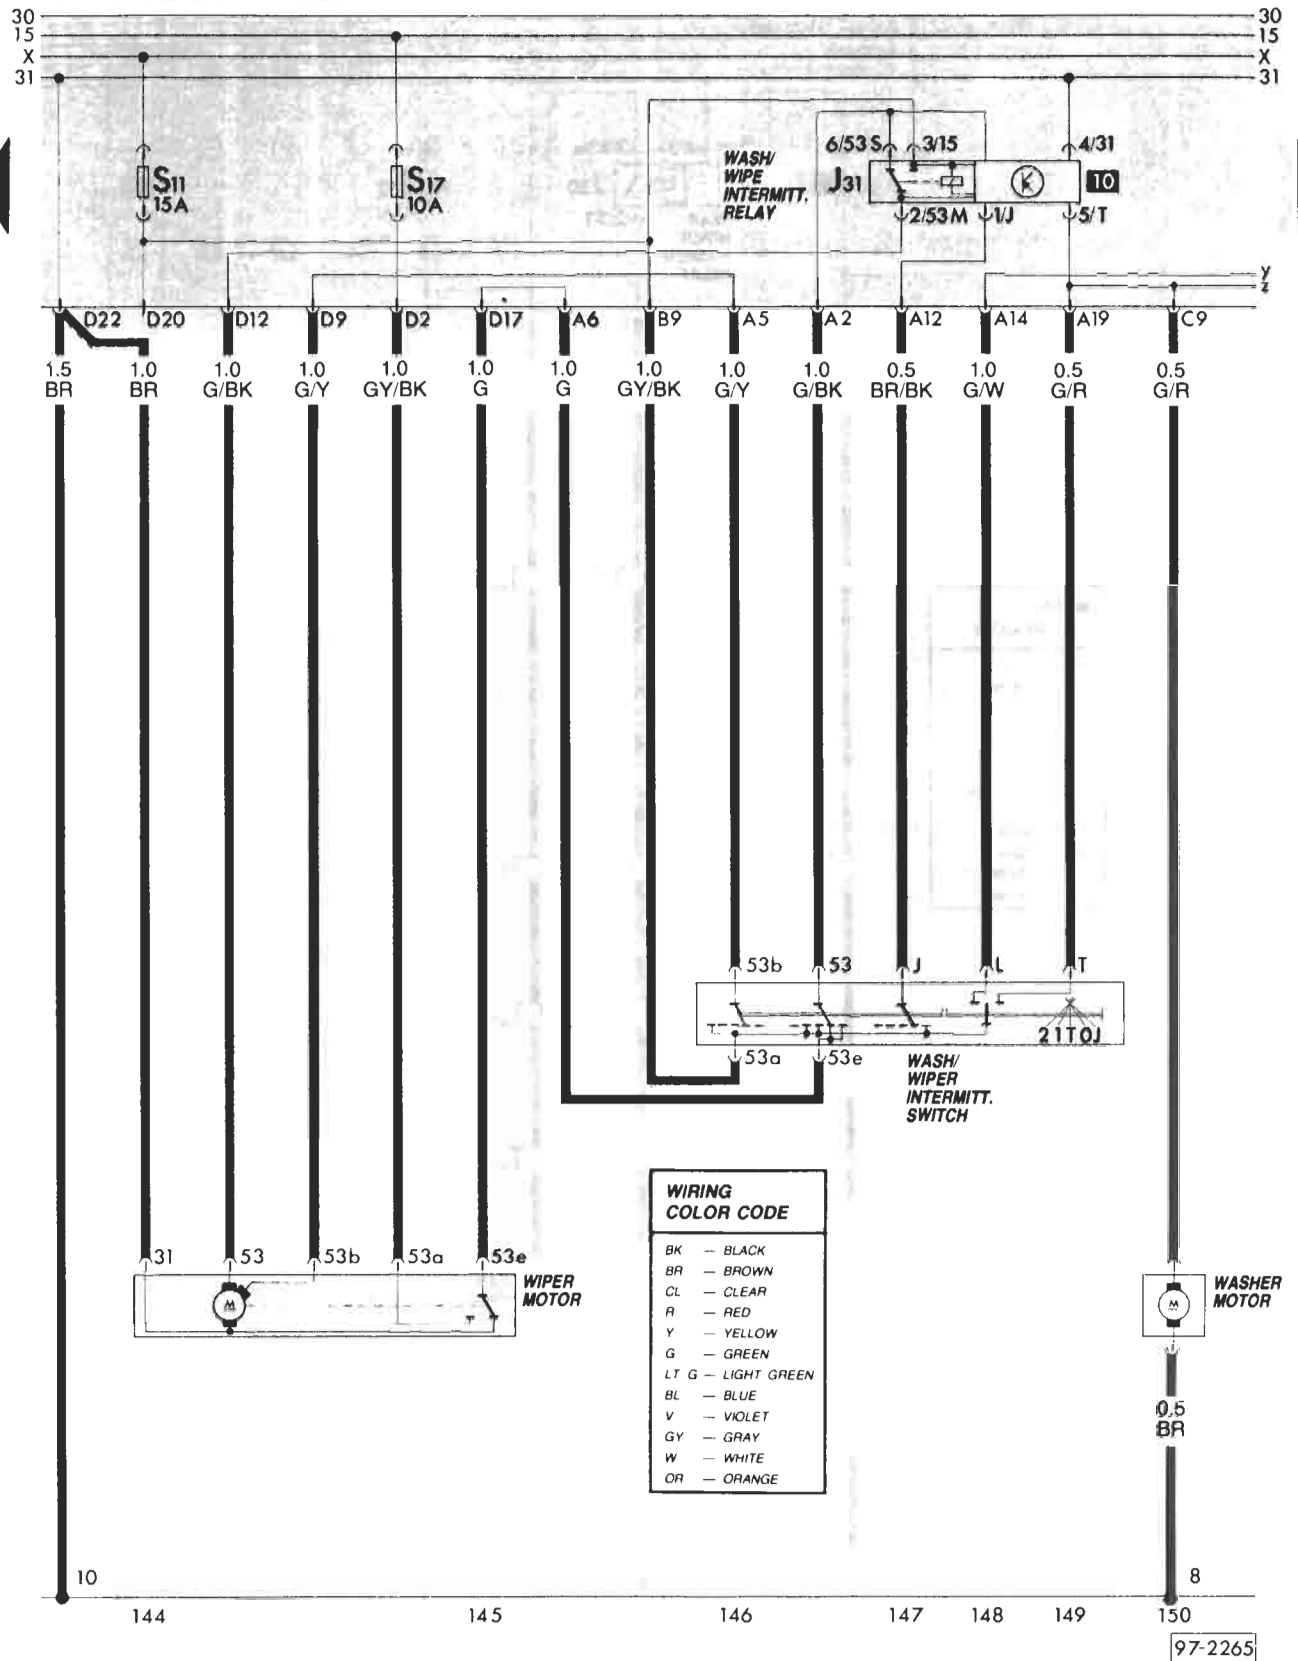 30 30
15 15
X X
31 31
S11
15A
S17
10A
WASH/
WIPE
INTERMITT.
RELAY
6/53 S
3/15
4/31
J31
10
2/53 M
1/J
5/T
Y
z
D22
D20
D12
D9
D2
D17
A6
B9
A5
A2
A12
A14
A19
C9
1.5 1.0 1.0 1.0 1.0 1.0 1.0 1.0 1.0 1.0 0.5 1.0 0.5 0.5
BR BR G/BK G/Y GY/BK G G GY/BK G/Y G/BK BR/BK G/W G/R G/R
53b
53
J
L
T
2 1 T 0 J
53a
53e
WASH/
WIPER
INTERMITT.
SWITCH
31
53
53b
53a
53e
M
WIPER
MOTOR
M
WASHER
MOTOR
WIRING
COLOR CODE
BK — BLACK
BR — BROWN
CL — CLEAR
R — RED
Y — YELLOW
G — GREEN
LT G — LIGHT GREEN
BL — BLUE
V — VIOLET
GY — GRAY
W — WHITE
OR — ORANGE
0.5
BR
10
8
144
145
146
147
148
149
150
97-2265